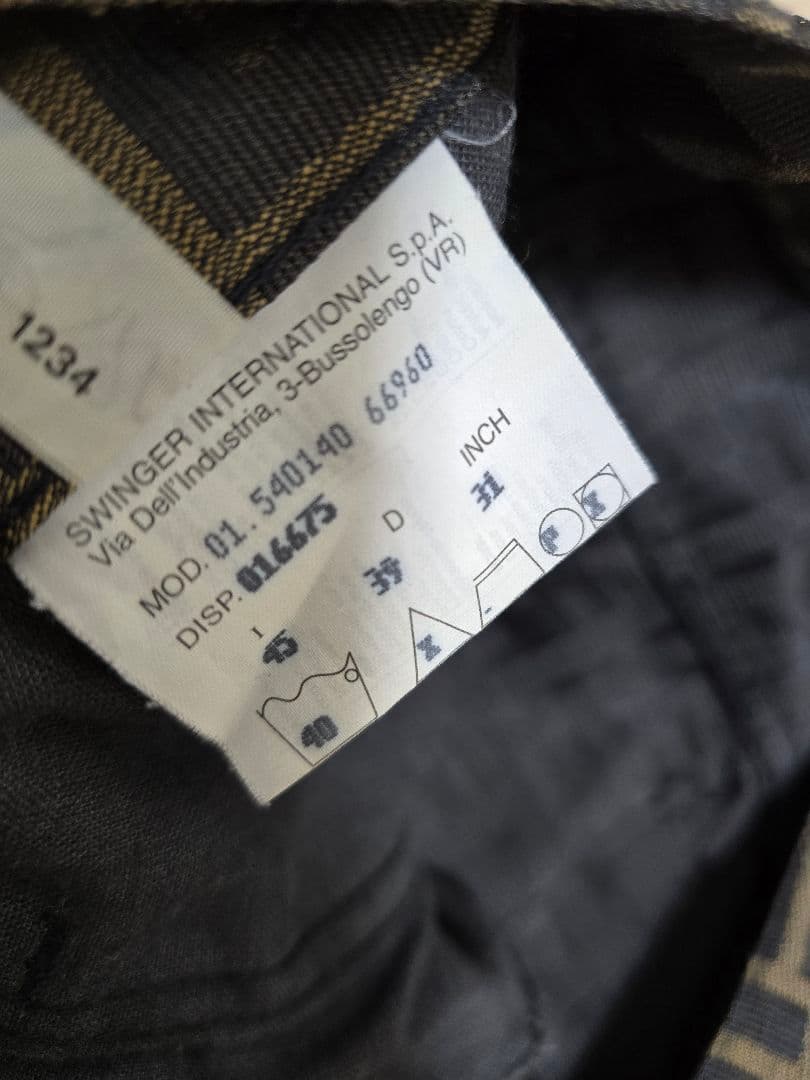 1234
SWINGER INTERNATIONAL S.p.A.
Via Dell'Industria, 3-Bussolengo (VR)
MOD. 01. 540140 66960
DISP. 016675
I D INCH
45 39 31
40 X - P X